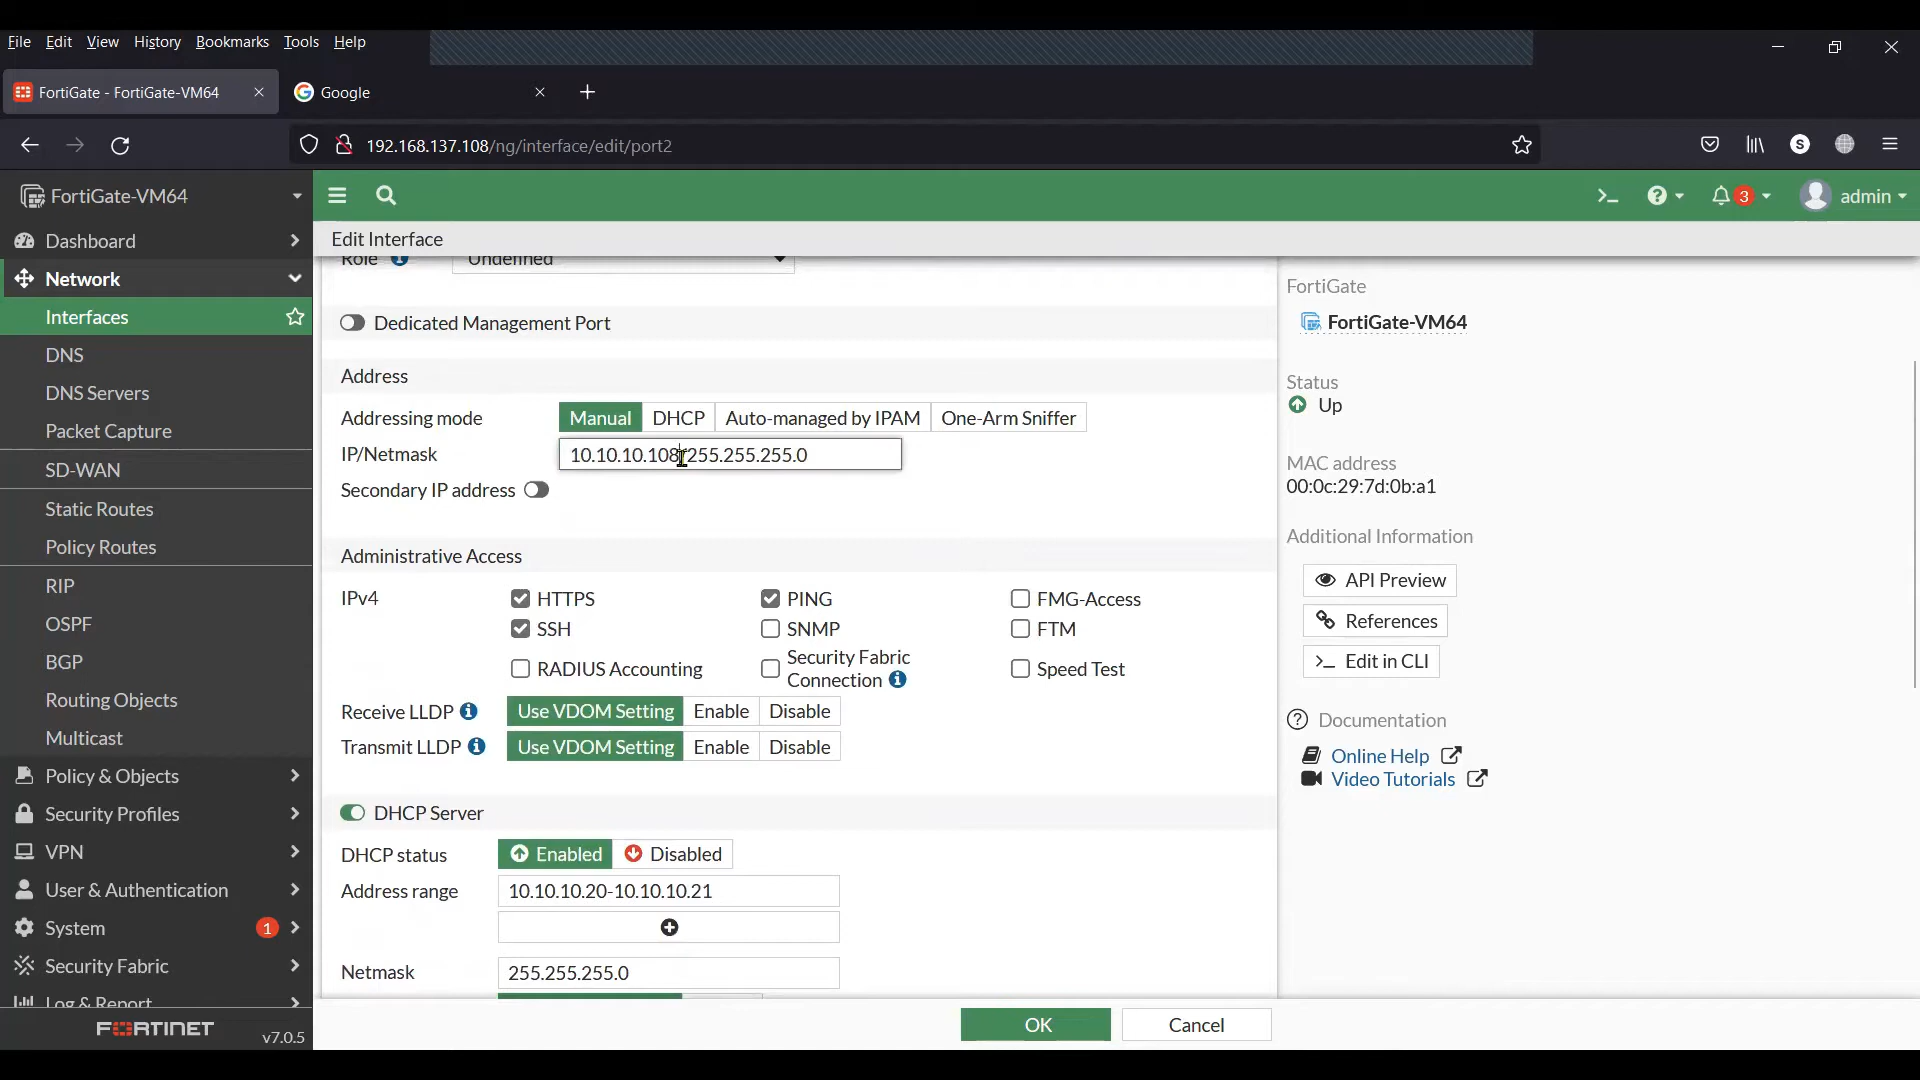 File Edit View History Bookmarks Tools Help
FortiGate - FortiGate-VM64
Google
192.168.137.108/ng/interface/edit/port2
S
FortiGate-VM64
3
admin
Dashboard
Network
Interfaces
DNS
DNS Servers
Packet Capture
SD-WAN
Static Routes
Policy Routes
RIP
OSPF
BGP
Routing Objects
Multicast
Policy & Objects
Security Profiles
VPN
User & Authentication
System 1
Security Fabric
Log & Report
FORTINET v7.0.5
Edit Interface
Role Undefined
Dedicated Management Port
Address
Addressing mode Manual DHCP Auto-managed by IPAM One-Arm Sniffer
IP/Netmask 10.10.10.108/255.255.255.0
Secondary IP address
Administrative Access
IPv4 HTTPS PING FMG-Access
SSH SNMP FTM
RADIUS Accounting Security Fabric Connection Speed Test
Receive LLDP Use VDOM Setting Enable Disable
Transmit LLDP Use VDOM Setting Enable Disable
DHCP Server
DHCP status Enabled Disabled
Address range 10.10.10.20-10.10.10.21
Netmask 255.255.255.0
OK Cancel
FortiGate
FortiGate-VM64
Status
Up
MAC address
00:0c:29:7d:0b:a1
Additional Information
API Preview
References
Edit in CLI
Documentation
Online Help
Video Tutorials